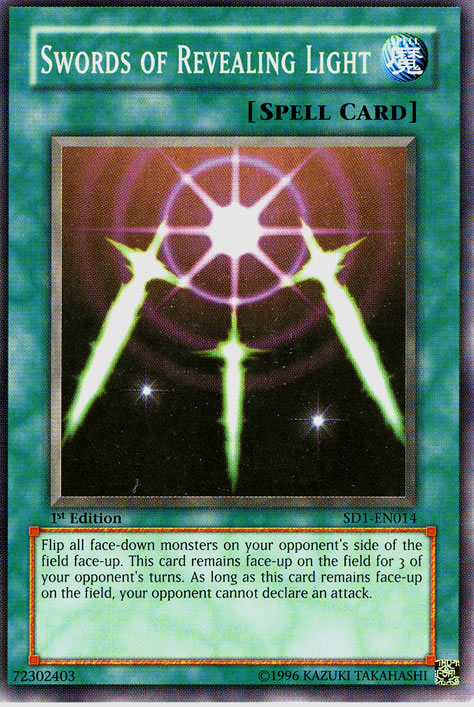 SWORDS OF REVEALING LIGHT
SPELL
魔
[SPELL CARD]
1st Edition
SD1-EN014
Flip all face-down monsters on your opponent's side of the
field face-up. This card remains face-up on the field for 3 of
your opponent's turns. As long as this card remains face-up
on the field, your opponent cannot declare an attack.
72302403
©1996 KAZUKI TAKAHASHI